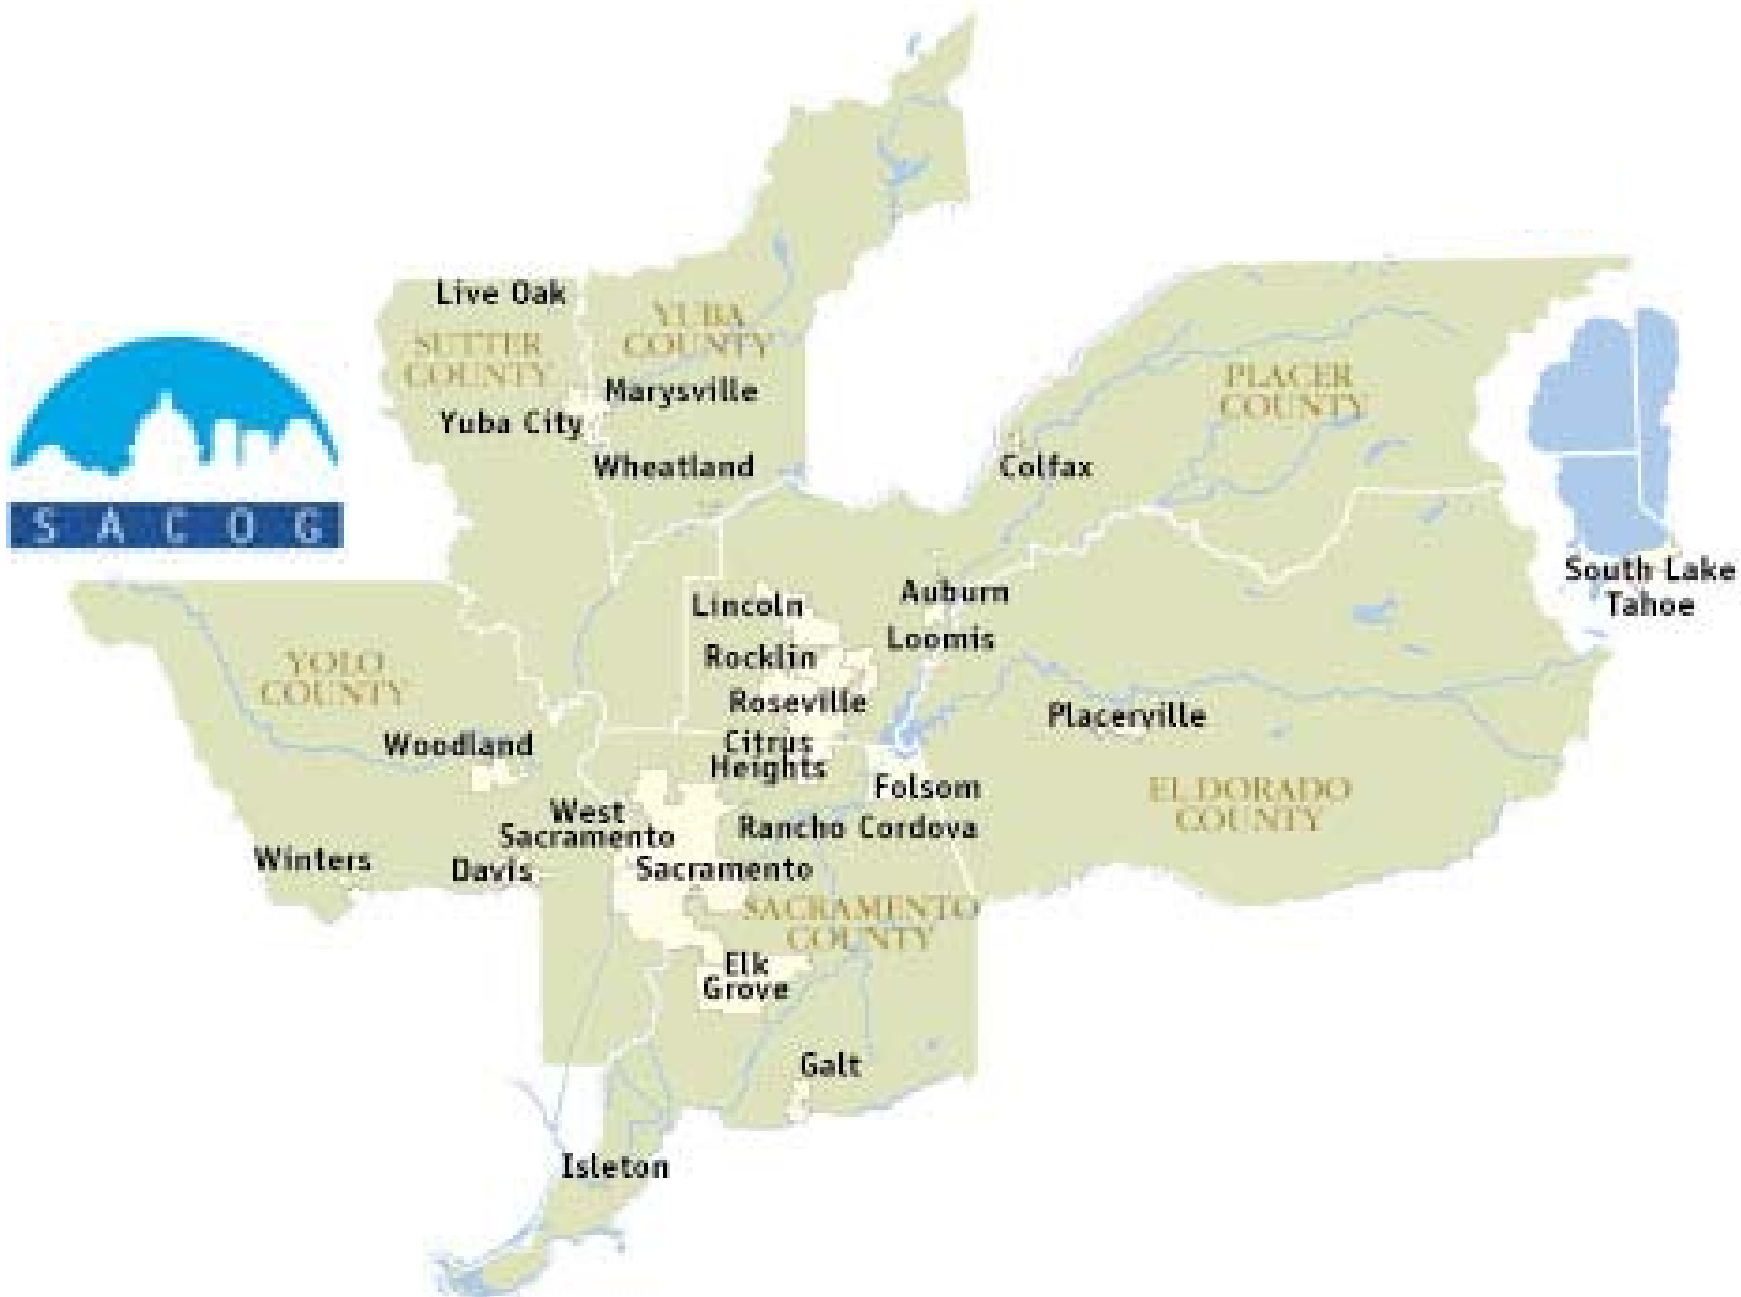 Live Oak
SUTTER
COUNTY
YUBA
COUNTY
Marysville
Yuba City
Wheatland
PLACER
COUNTY
Colfax
SACOG
South Lake
Tahoe
Auburn
Lincoln
Loomis
Rocklin
YOLO
COUNTY
Roseville
Placerville
Woodland
Citrus
Heights
Folsom
EL DORADO
COUNTY
West
Sacramento
Rancho Cordova
Winters
Davis
Sacramento
SACRAMENTO
COUNTY
Elk
Grove
Galt
Isleton